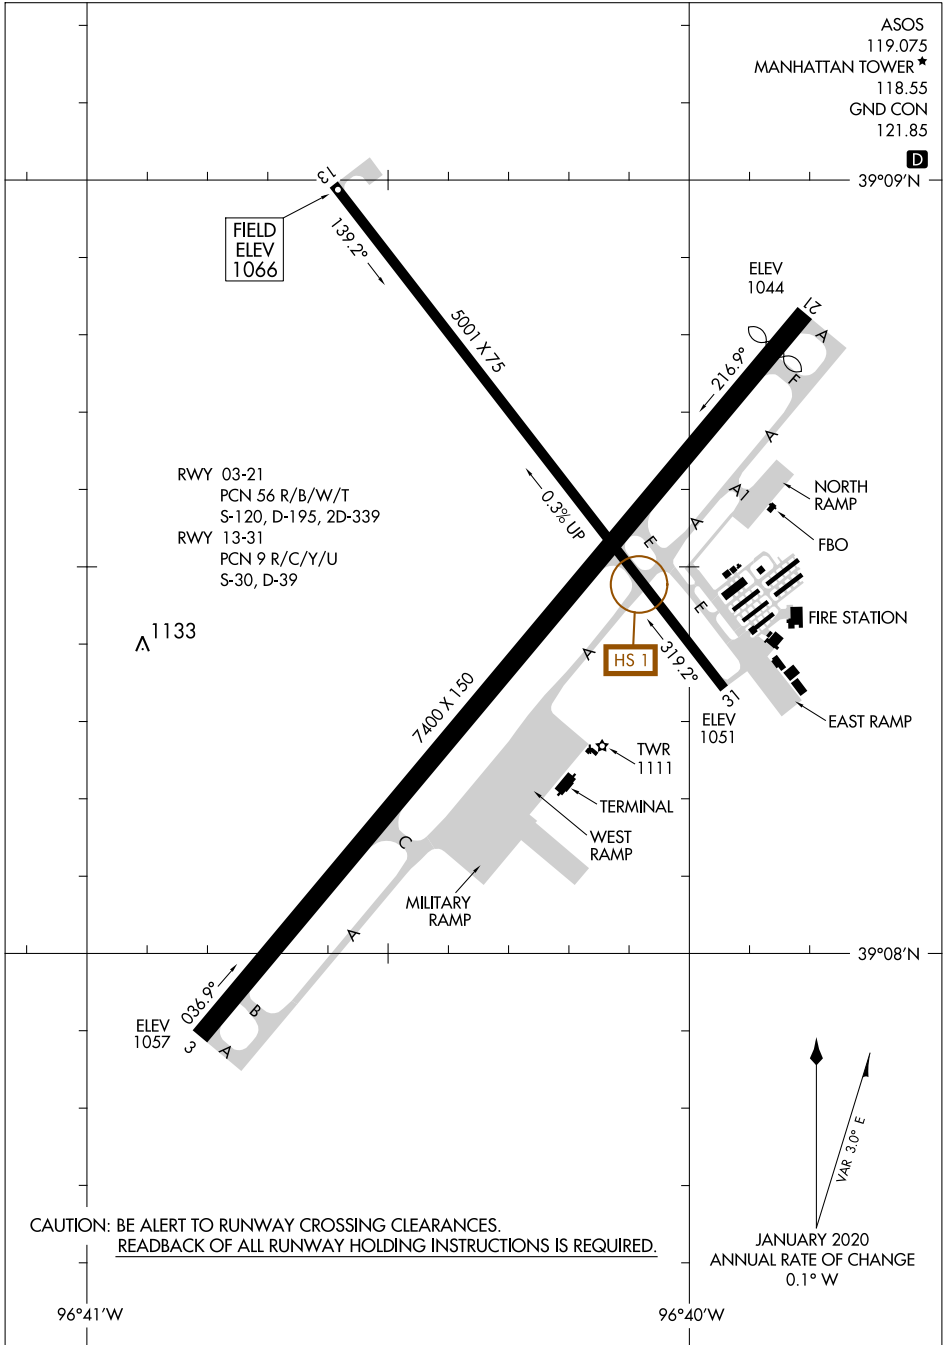 ASOS
119.075
MANHATTAN TOWER★
118.55
GND CON
121.85
D
39°09'N
13
FIELD
ELEV
1066
139.2°
ELEV
1044
21
5001 X 75
216.9°
A
F
A
RWY 03-21
PCN 56 R/B/W/T
S-120, D-195, 2D-339
RWY 13-31
PCN 9 R/C/Y/U
S-30, D-39
0.3% UP
A1
A
NORTH
RAMP
FBO
E
E
FIRE STATION
1133
HS 1
319.2°
A
31
ELEV
1051
EAST RAMP
7400 X 150
TWR
1111
TERMINAL
WEST
RAMP
C
MILITARY
RAMP
A
39°08'N
036.9°
B
ELEV
1057
3
A
VAR 3.0° E
CAUTION: BE ALERT TO RUNWAY CROSSING CLEARANCES.
READBACK OF ALL RUNWAY HOLDING INSTRUCTIONS IS REQUIRED.
JANUARY 2020
ANNUAL RATE OF CHANGE
0.1° W
96°41'W
96°40'W